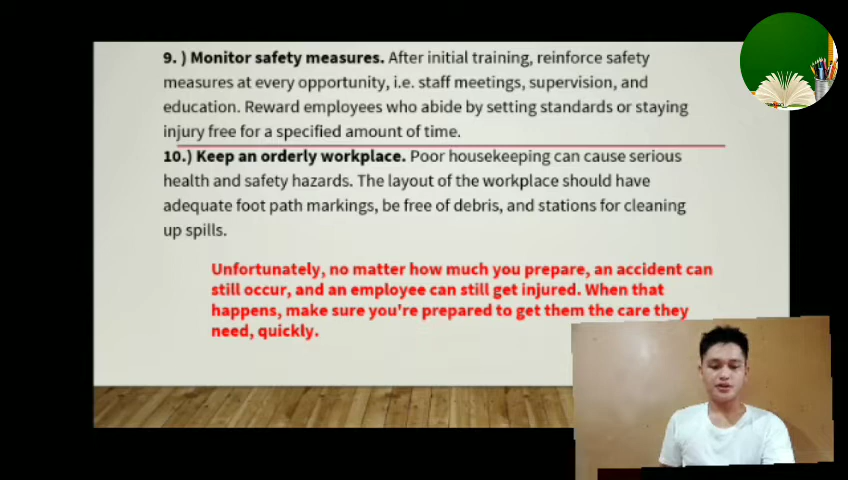 9. ) Monitor safety measures. After initial training, reinforce safety
measures at every opportunity, i.e. staff meetings, supervision, and
education. Reward employees who abide by setting standards or staying
injury free for a specified amount of time.
10.) Keep an orderly workplace. Poor housekeeping can cause serious
health and safety hazards. The layout of the workplace should have
adequate foot path markings, be free of debris, and stations for cleaning
up spills.
Unfortunately, no matter how much you prepare, an accident can
still occur, and an employee can still get injured. When that
happens, make sure you're prepared to get them the care they
need, quickly.